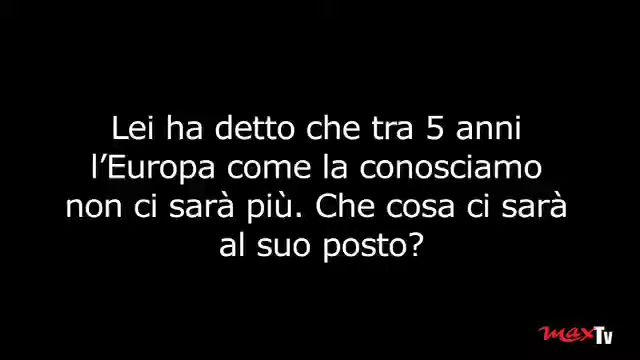 Lei ha detto che tra 5 anni
l’Europa come la conosciamo
non ci sarà più. Che cosa ci sarà
al suo posto?
maxTv